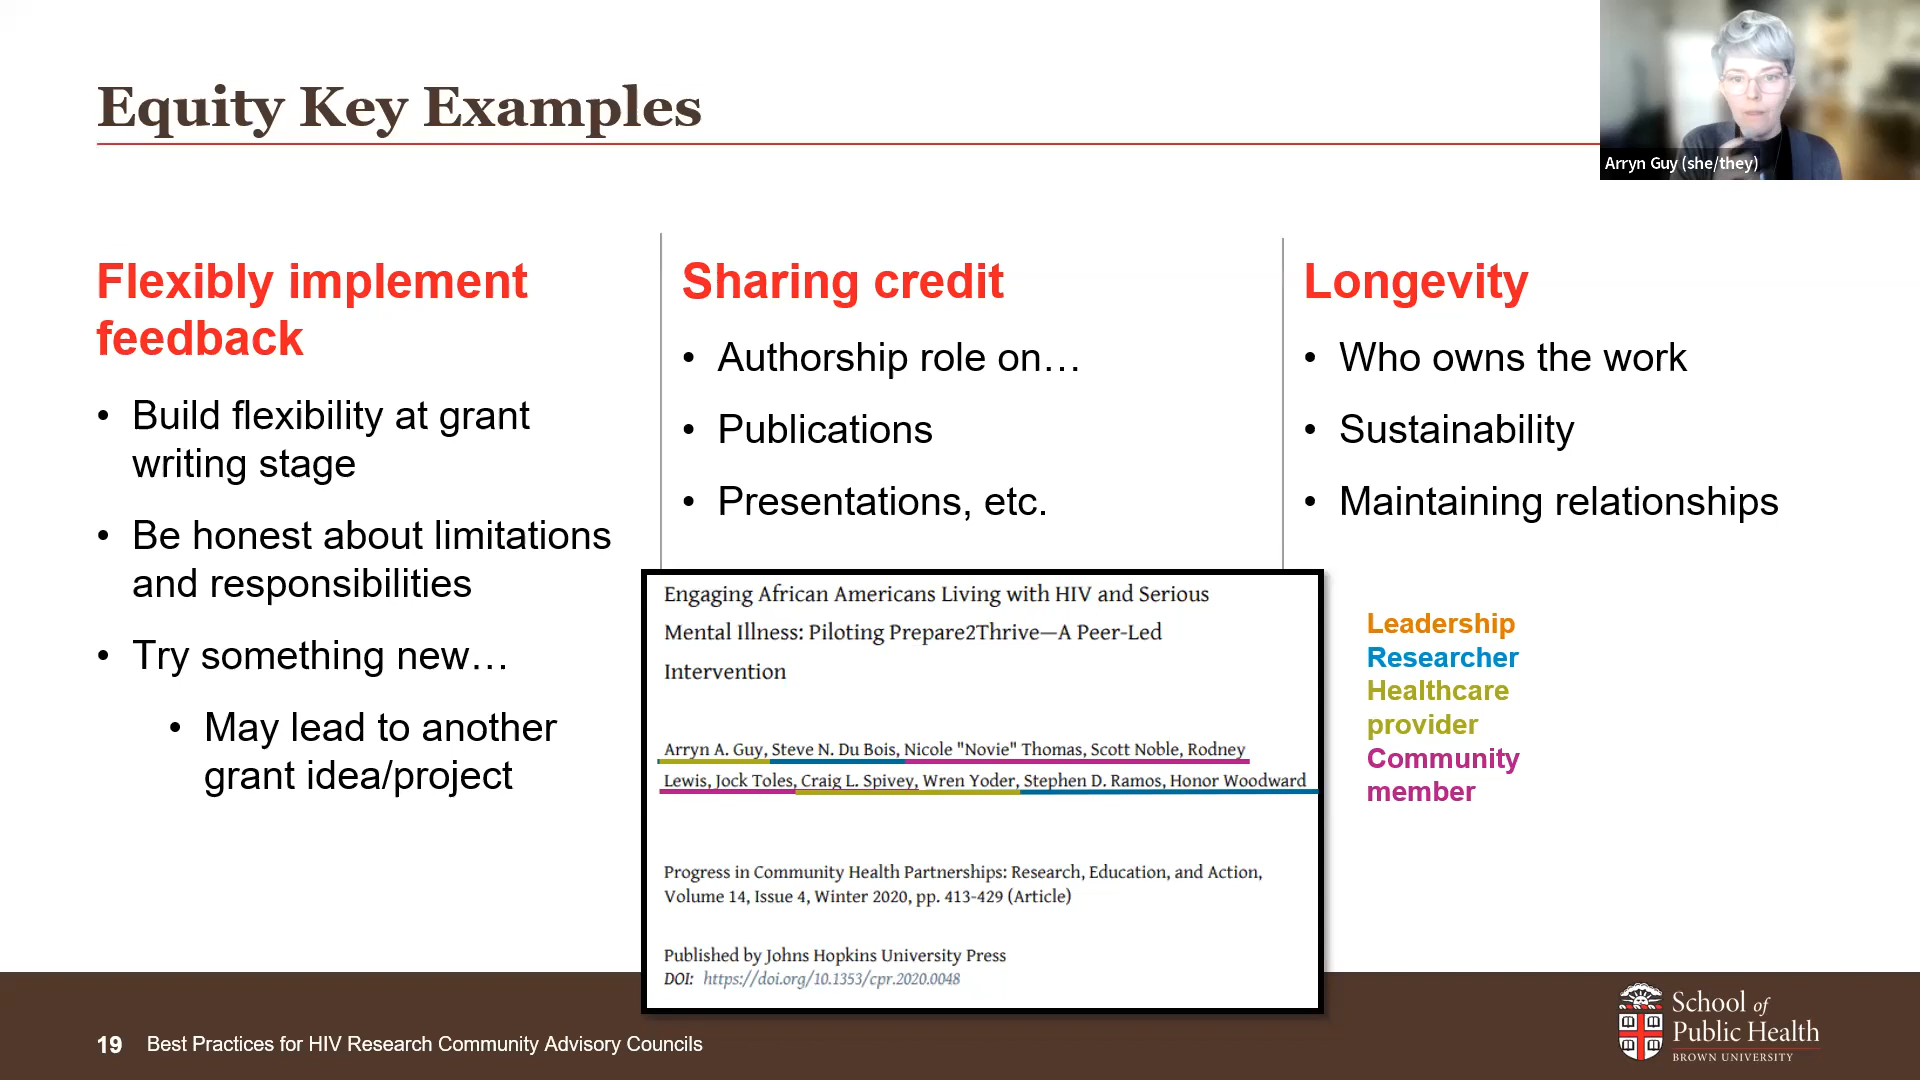 Equity Key Examples
Arryn Guy (she/they)
Flexibly implement
feedback
• Build flexibility at grant
writing stage
• Be honest about limitations
and responsibilities
• Try something new…
• May lead to another
grant idea/project
Sharing credit
• Authorship role on…
• Publications
• Presentations, etc.
Engaging African Americans Living with HIV and Serious
Mental Illness: Piloting Prepare2Thrive—A Peer-Led
Intervention
Arryn A. Guy, Steve N. Du Bois, Nicole "Novie" Thomas, Scott Noble, Rodney
Lewis, Jock Toles, Craig L. Spivey, Wren Yoder, Stephen D. Ramos, Honor Woodward
Progress in Community Health Partnerships: Research, Education, and Action,
Volume 14, Issue 4, Winter 2020, pp. 413-429 (Article)
Published by Johns Hopkins University Press
DOI: https://doi.org/10.1353/cpr.2020.0048
Longevity
• Who owns the work
• Sustainability
• Maintaining relationships
Leadership
Researcher
Healthcare
provider
Community
member
19 Best Practices for HIV Research Community Advisory Councils
School of
Public Health
BROWN UNIVERSITY